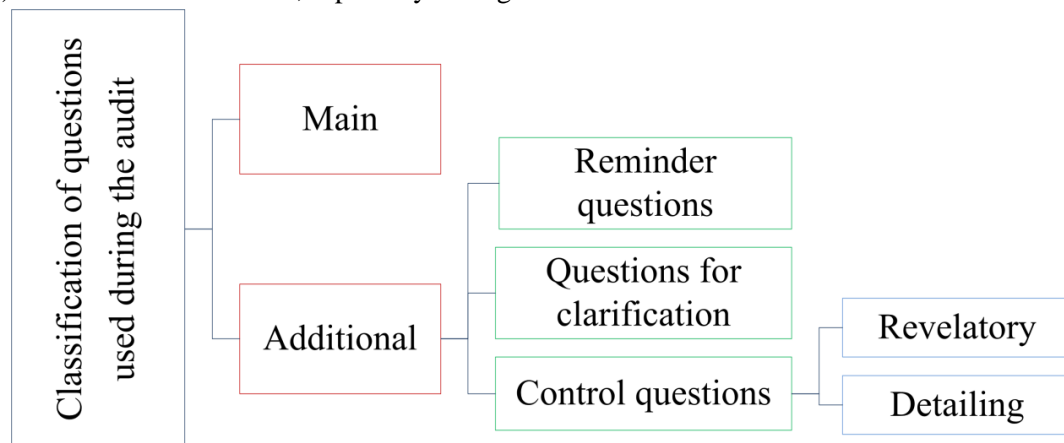 Classification of questions
used during the audit
Main
Additional
Reminder
questions
Questions for
clarification
Control questions
Revelatory
Detailing